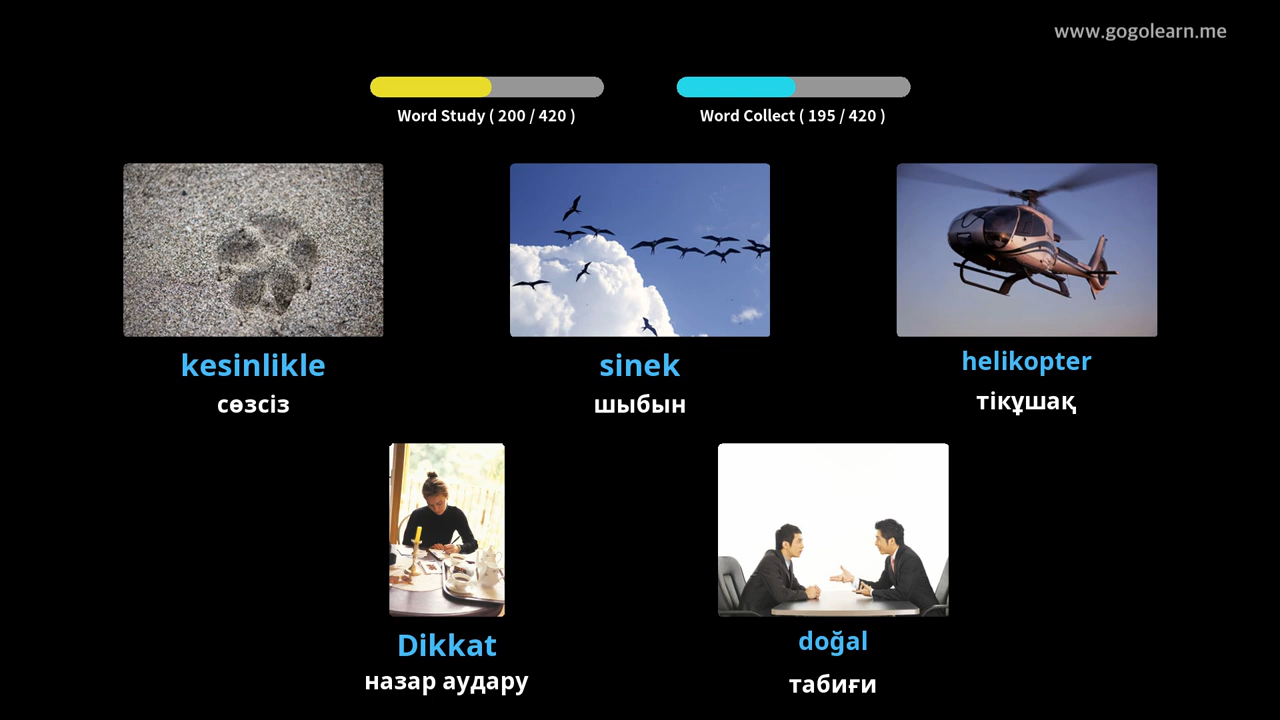 www.gogolearn.me
Word Study ( 200 / 420 )
Word Collect ( 195 / 420 )
kesinlikle
сөзсіз
sinek
шыбын
helikopter
тікұшақ
Dikkat
назар аудару
doğal
табиғи